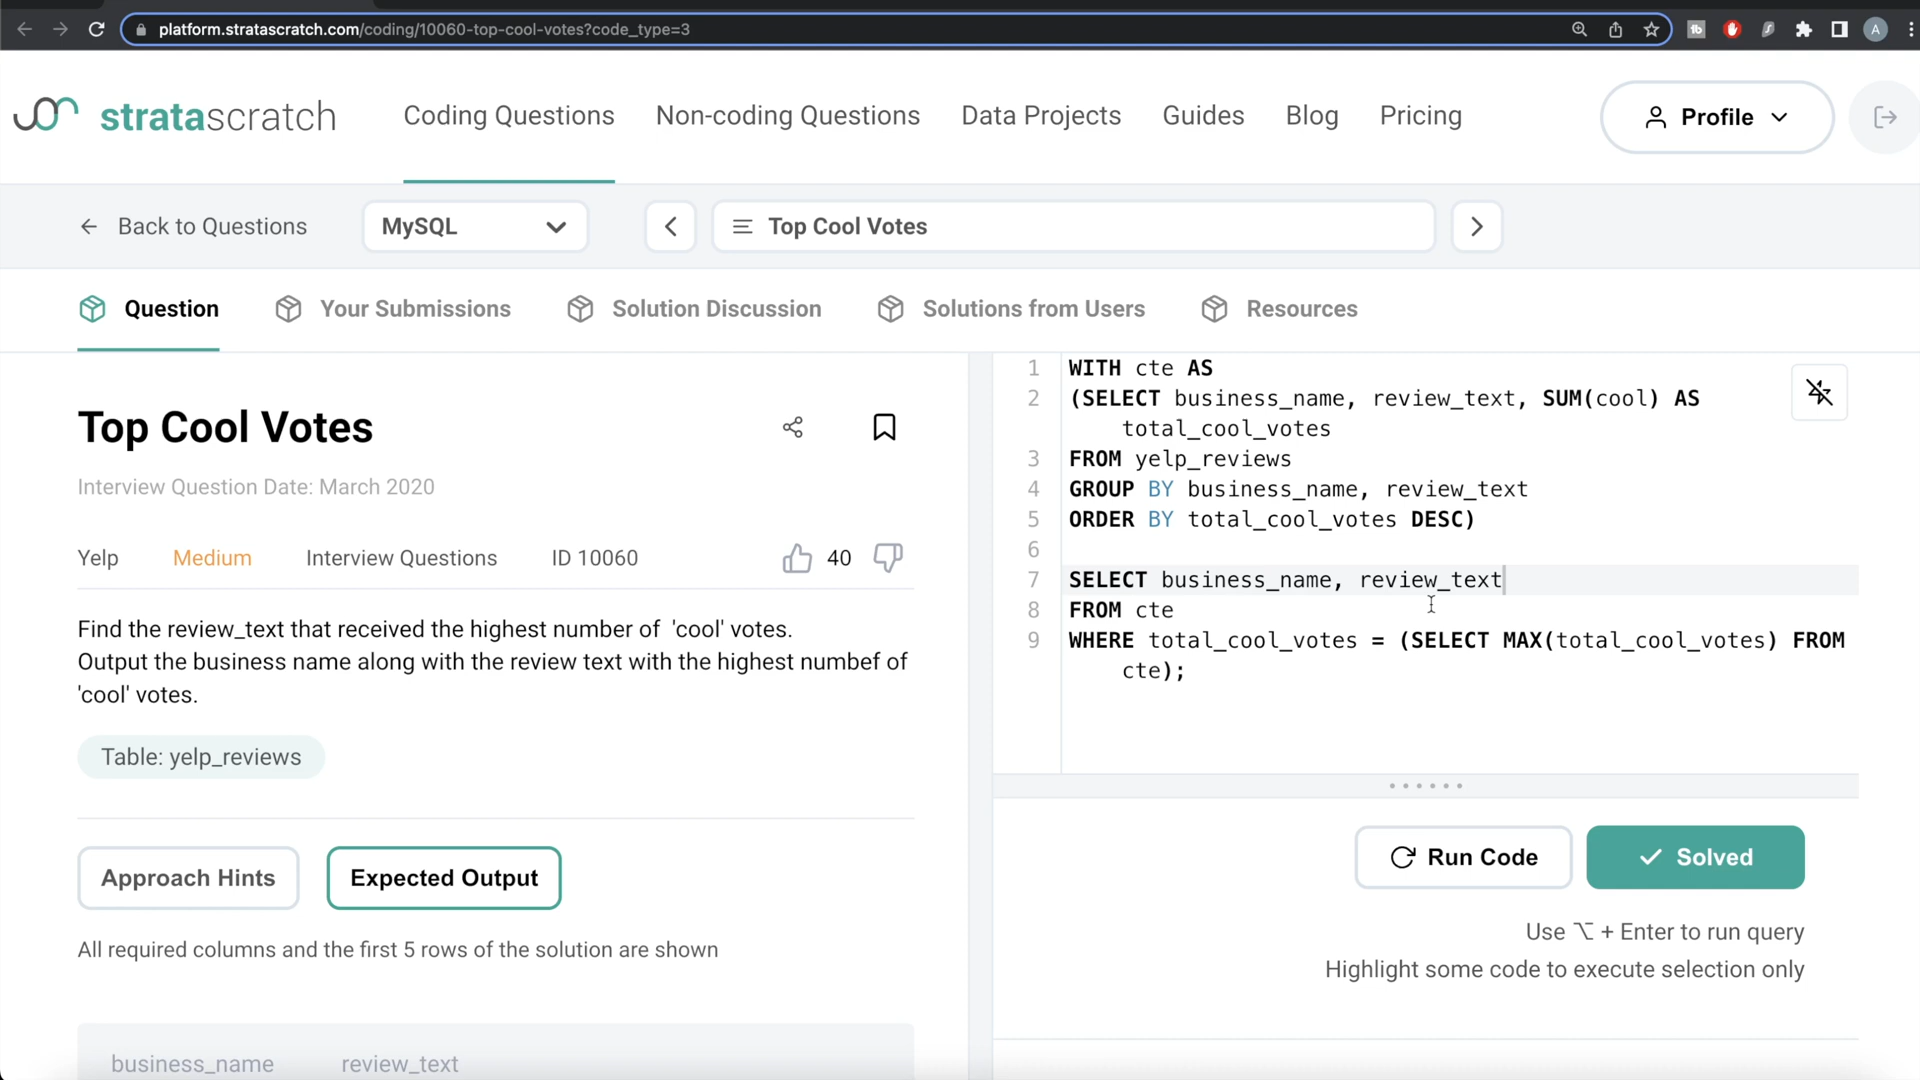 platform.stratascratch.com/coding/10060-top-cool-votes?code_type=3
A
stratascratch
Coding Questions
Non-coding Questions
Data Projects
Guides
Blog
Pricing
Profile
Back to Questions
MySQL
Top Cool Votes
Question
Your Submissions
Solution Discussion
Solutions from Users
Resources
Top Cool Votes
Interview Question Date: March 2020
Yelp
Medium
Interview Questions
ID 10060
40
Find the review_text that received the highest number of  'cool' votes.
Output the business name along with the review text with the highest numbef of
'cool' votes.
Table: yelp_reviews
Approach Hints
Expected Output
All required columns and the first 5 rows of the solution are shown
business_name
review_text
1 WITH cte AS
2 (SELECT business_name, review_text, SUM(cool) AS
total_cool_votes
3 FROM yelp_reviews
4 GROUP BY business_name, review_text
5 ORDER BY total_cool_votes DESC)
6
7 SELECT business_name, review_text
8 FROM cte
9 WHERE total_cool_votes = (SELECT MAX(total_cool_votes) FROM
cte);
Run Code
Solved
Use ⌥ + Enter to run query
Highlight some code to execute selection only